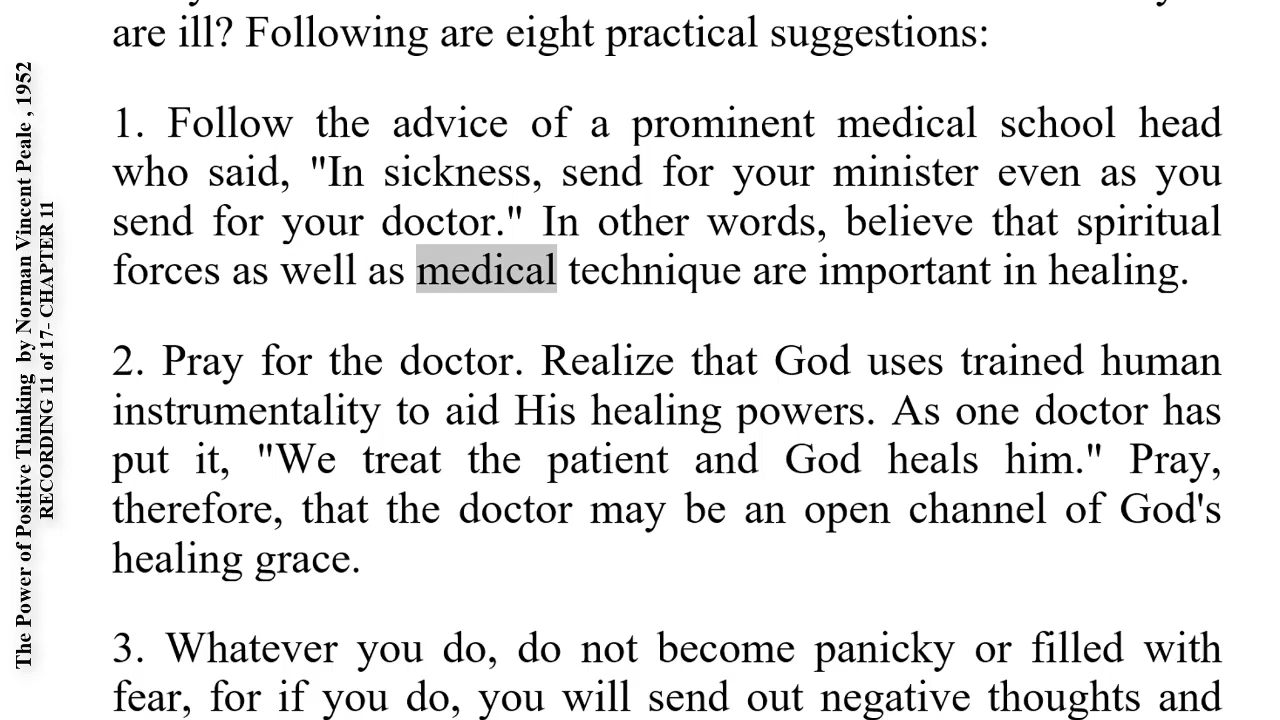 are ill? Following are eight practical suggestions:
1. Follow the advice of a prominent medical school head
who said, "In sickness, send for your minister even as you
send for your doctor." In other words, believe that spiritual
forces as well as medical technique are important in healing.
2. Pray for the doctor. Realize that God uses trained human
instrumentality to aid His healing powers. As one doctor has
put it, "We treat the patient and God heals him." Pray,
therefore, that the doctor may be an open channel of God's
healing grace.
3. Whatever you do, do not become panicky or filled with
fear, for if you do, you will send out negative thoughts and
The Power of Positive Thinking by Norman Vincent Peale , 1952
RECORDING 11 of 17- CHAPTER 11